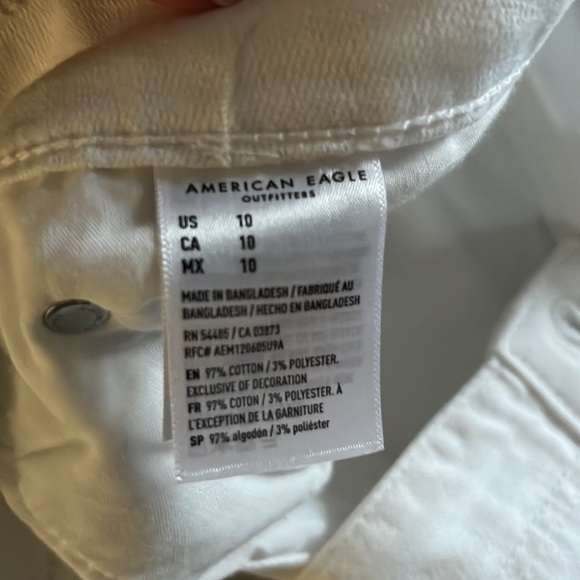 AMERICAN EAGLE
OUTFITTERS
US 10
CA 10
MX 10
MADE IN BANGLADESH / FABRIQUÉ AU
BANGLADESH / HECHO EN BANGLADESH
RN 54485 / CA 03873
RFC# AEM120605U9A
EN 97% COTTON / 3% POLYESTER.
EXCLUSIVE OF DECORATION
FR 97% COTON / 3% POLYESTER. À
L'EXCEPTION DE LA GARNITURE
SP 97% algodón / 3% poliéster